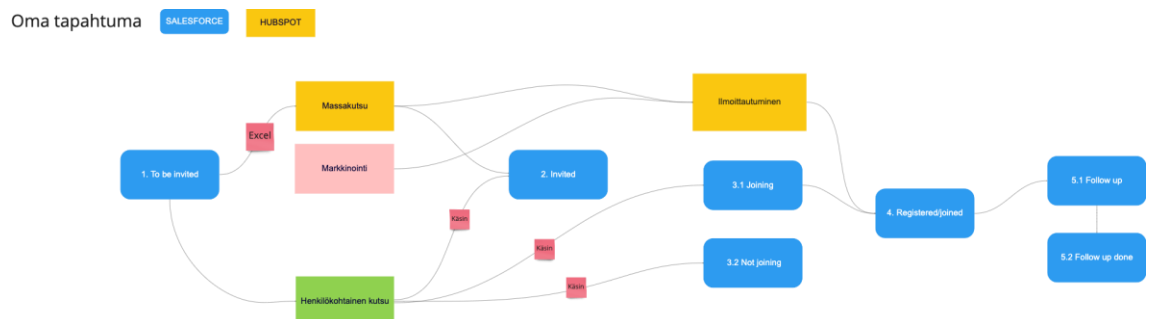 Oma tapahtuma
SALESFORCE
HUBSPOT
Massakutsu
Ilmoittautuminen
Excel
Markkinointi
1. To be invited
2. Invited
3.1 Joining
5.1 Follow up
Käsin
4. Registered/joined
Käsin
3.2 Not joining
5.2 Follow up done
Käsin
Henkilökohtainen kutsu